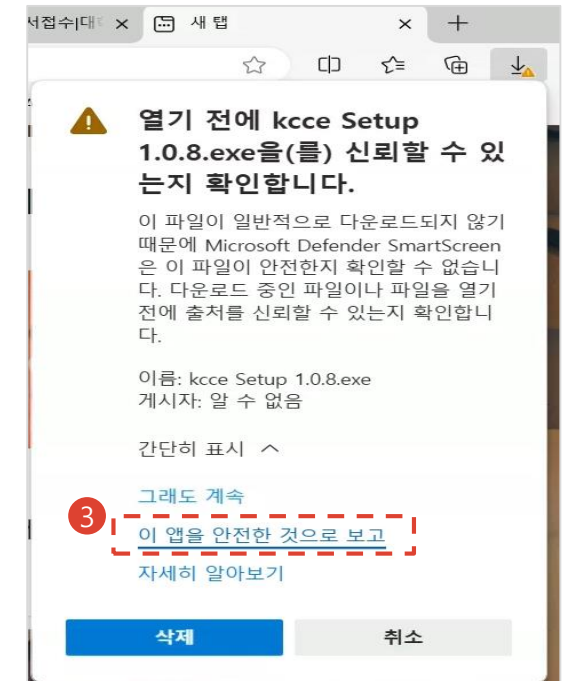 서접수|대
새 탭
열기 전에 kcce Setup
1.0.8.exe을(를) 신뢰할 수 있
는지 확인합니다.
이 파일이 일반적으로 다운로드되지 않기
때문에 Microsoft Defender SmartScreen
은 이 파일이 안전한지 확인할 수 없습니
다. 다운로드 중인 파일이나 파일을 열기
전에 출처를 신뢰할 수 있는지 확인합니
다.
이름: kcce Setup 1.0.8.exe
게시자: 알 수 없음
간단히 표시
그래도 계속
3
이 앱을 안전한 것으로 보고
자세히 알아보기
삭제
취소